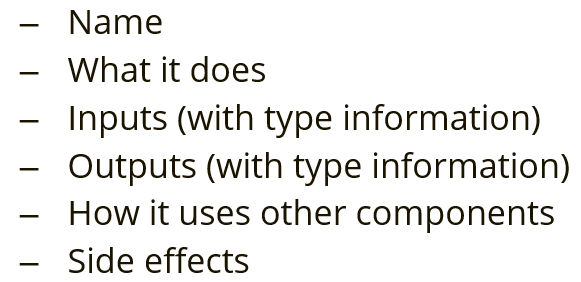 – Name
– What it does
– Inputs (with type information)
– Outputs (with type information)
– How it uses other components
– Side effects